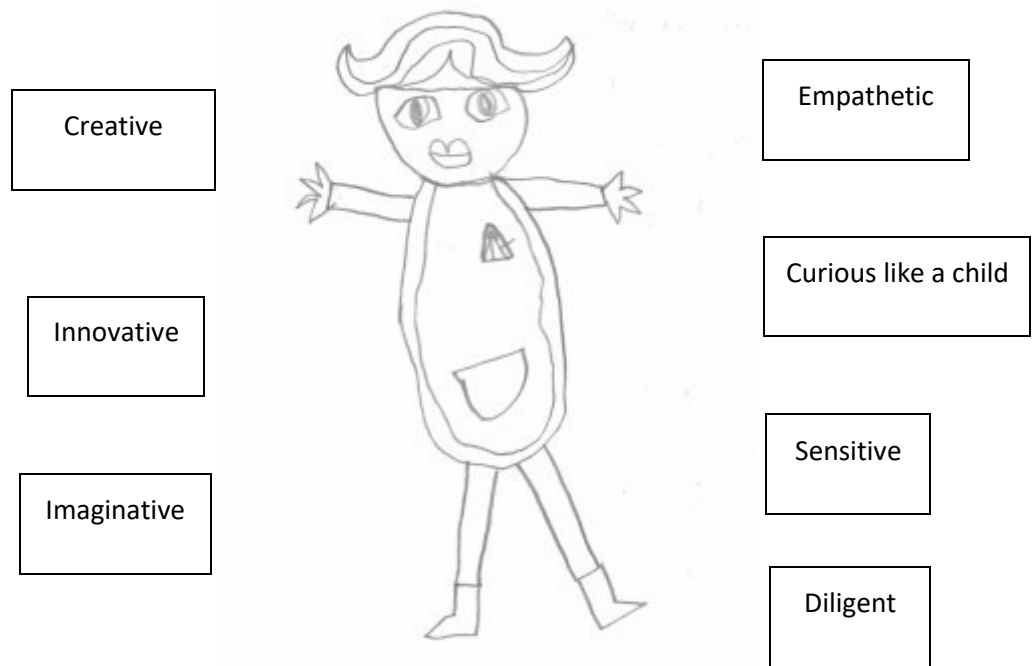 Creative
Innovative
Imaginative
Empathetic
Curious like a child
Sensitive
Diligent